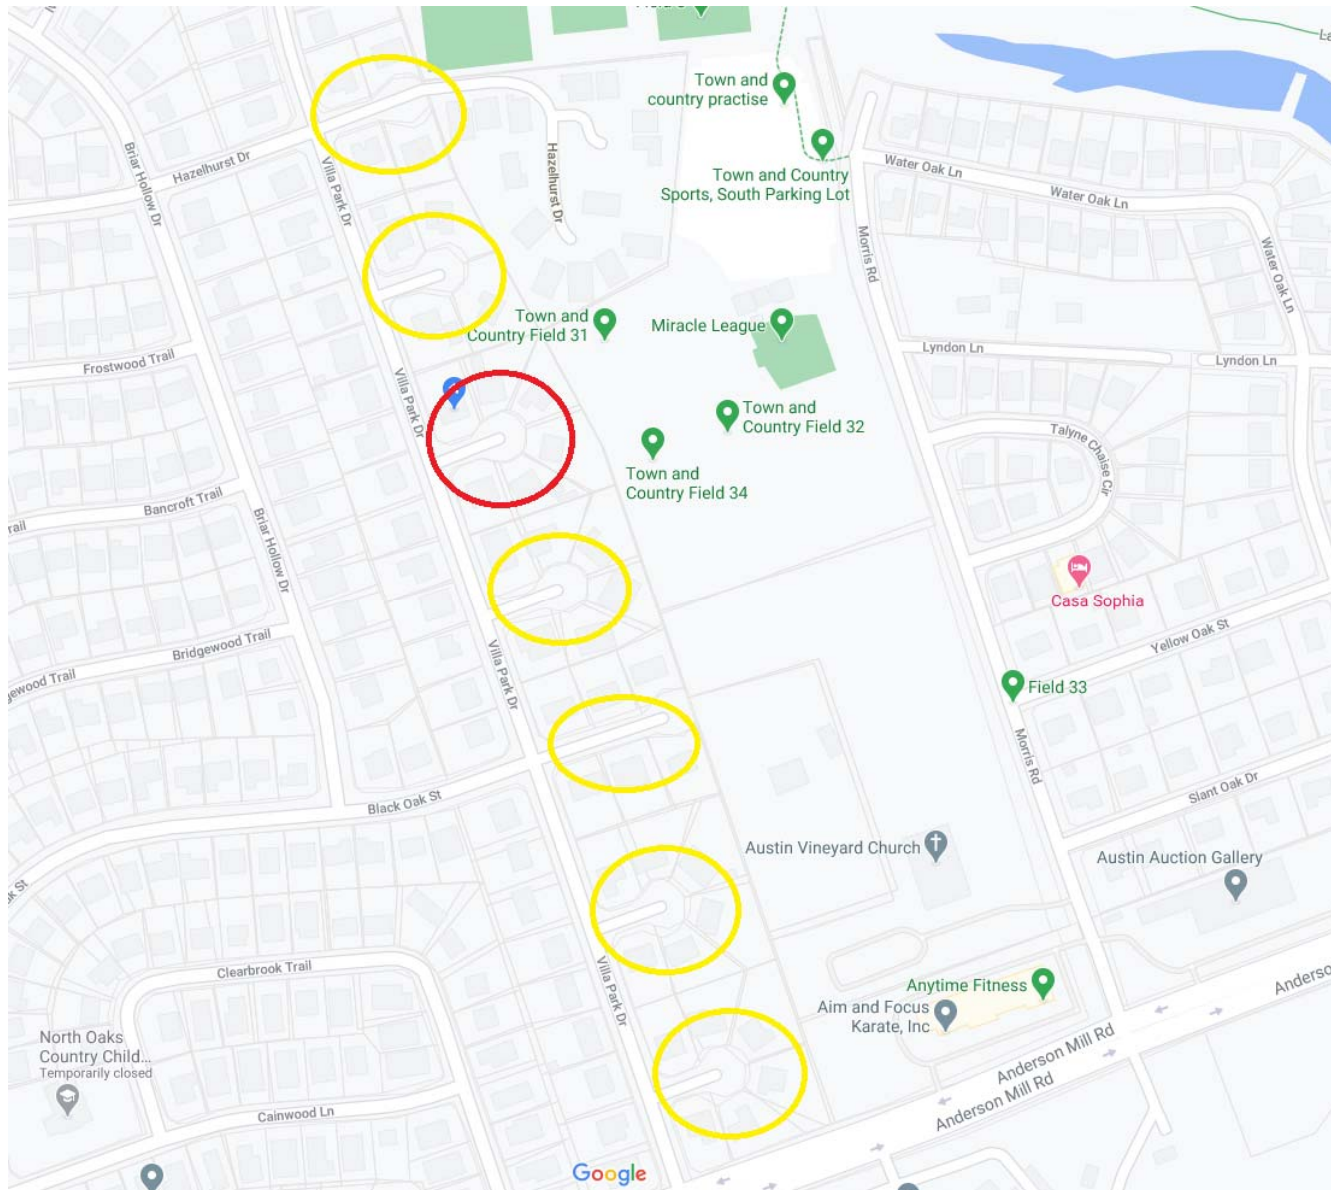 Town and
country practise
Briar Hollow Dr
Hazelhurst Dr
Villa Park Dr
Hazelhurst Dr
Town and Country
Sports, South Parking Lot
Water Oak Ln
Water Oak Ln
Water Oak Ln
Morris Rd
Town and
Country Field 31
Miracle League
Frostwood Trail
Lyndon Ln
Lyndon Ln
Villa Park Dr
Town and
Country Field 32
Talyne Chaise Cir
Town and
Country Field 34
Bancroft Trail
rail
Briar Hollow Dr
Casa Sophia
Bridgewood Trail
gewood Trail
Yellow Oak St
Villa Park Dr
Field 33
Morris Rd
Slant Oak Dr
Black Oak St
Austin Vineyard Church
Austin Auction Gallery
k St
Clearbrook Trail
Villa Park Dr
Anytime Fitness
Anderso
Aim and Focus
Karate, Inc
North Oaks
Country Child...
Temporarily closed
Anderson Mill Rd
Anderson Mill Rd
Cainwood Ln
Google